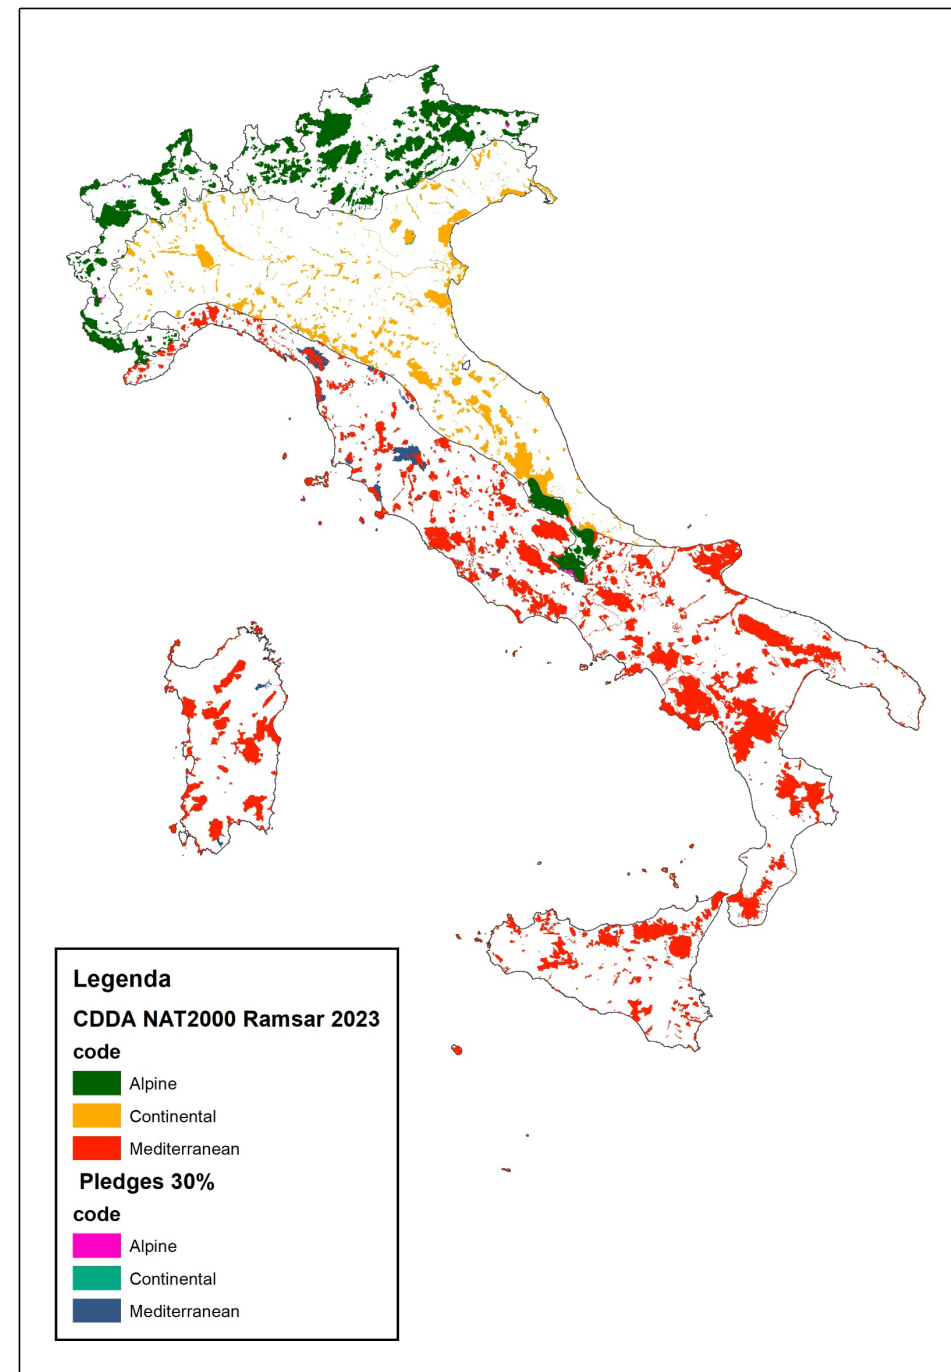 Legenda
CDDA NAT2000 Ramsar 2023
code
Alpine
Continental
Mediterranean
Pledges 30%
code
Alpine
Continental
Mediterranean